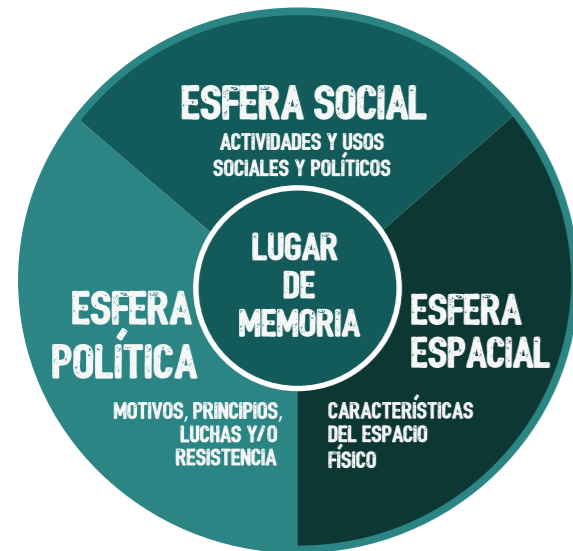 ESFERA SOCIAL
ACTIVIDADES Y USOS
SOCIALES Y POLÍTICOS
LUGAR
DE
MEMORIA
ESFERA
POLÍTICA
MOTIVOS, PRINCIPIOS,
LUCHAS Y/O
RESISTENCIA
ESFERA
ESPACIAL
CARACTERÍSTICAS
DEL ESPACIO
FÍSICO